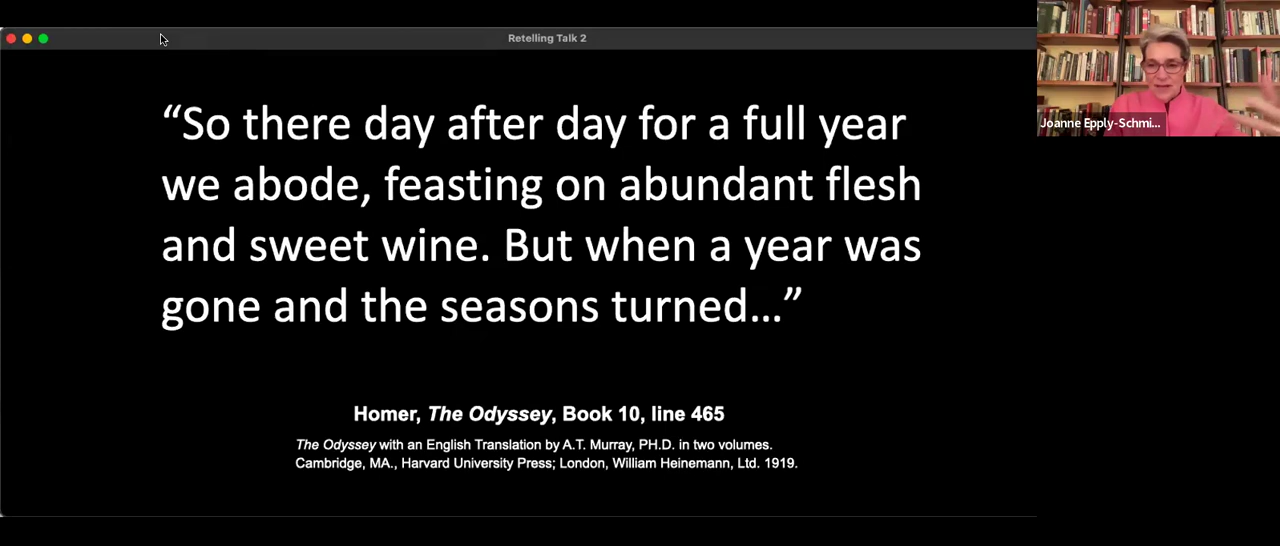 Retelling Talk 2
Joanne Epply-Schmi...
“So there day after day for a full year
we abode, feasting on abundant flesh
and sweet wine. But when a year was
gone and the seasons turned...”
Homer, The Odyssey, Book 10, line 465
The Odyssey with an English Translation by A.T. Murray, PH.D. in two volumes.
Cambridge, MA., Harvard University Press; London, William Heinemann, Ltd. 1919.